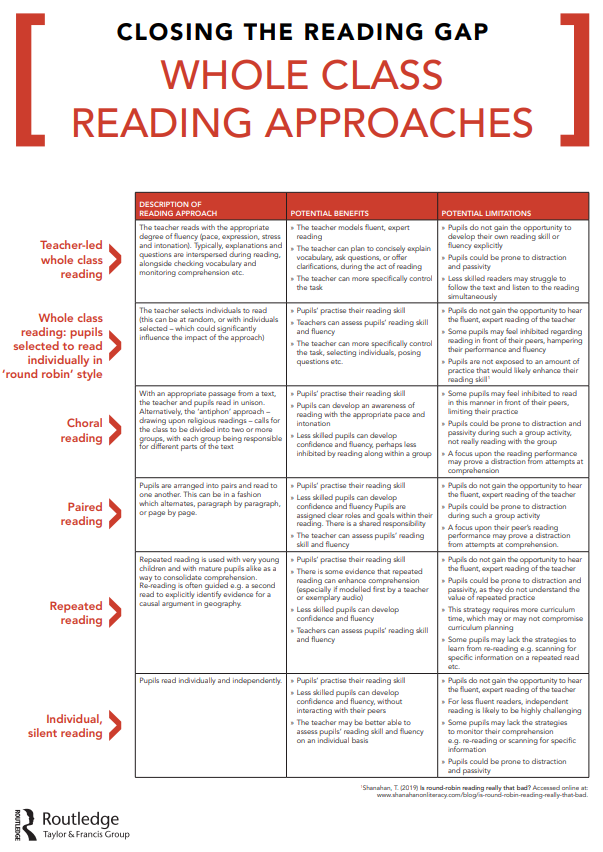 CLOSING THE READING GAP
WHOLE CLASS
READING APPROACHES
DESCRIPTION OF
READING APPROACH
POTENTIAL BENEFITS
POTENTIAL LIMITATIONS
Teacher-led
whole class
reading
The teacher reads with the appropriate
degree of fluency (pace, expression, stress
and intonation). Typically, explanations and
questions are interspersed during reading,
alongside checking vocabulary and
monitoring comprehension etc.
» The teacher models fluent, expert
reading
» The teacher can plan to concisely explain
vocabulary, ask questions, or offer
clarifications, during the act of reading
» The teacher can more specifically control
the task
» Pupils do not gain the opportunity to
develop their own reading skill or
fluency explicitly
» Pupils could be prone to distraction
and passivity
» Less skilled readers may struggle to
follow the text and listen to the reading
simultaneously
Whole class
reading: pupils
selected to read
individually in
‘round robin’ style
The teacher selects individuals to read
(this can be at random, or with individuals
selected – which could significantly
influence the impact of the approach)
» Pupils’ practise their reading skill
» Teachers can assess pupils’ reading skill
and fluency
» The teacher can more specifically control
the task, selecting individuals, posing
questions etc.
» Pupils do not gain the opportunity to hear
the fluent, expert reading of the teacher
» Some pupils may feel inhibited regarding
reading in front of their peers, hampering
their performance and fluency
» Pupils are not exposed to an amount of
practice that would likely enhance their
reading skill¹
Choral
reading
With an appropriate passage from a text,
the teacher and pupils read in unison.
Alternatively, the ‘antiphon’ approach –
drawing upon religious readings – calls for
the class to be divided into two or more
groups, with each group being responsible
for different parts of the text
» Pupils’ practise their reading skill
» Pupils can develop an awareness of
reading with the appropriate pace and
intonation
» Less skilled pupils can develop
confidence and fluency, perhaps less
inhibited by reading along within a group
» Some pupils may feel inhibited to read
in this manner in front of their peers,
limiting their practice
» Pupils could be prone to distraction and
passivity during such a group activity,
not really reading with the group
» A focus upon the reading performance
may prove a distraction from attempts at
comprehension
Paired
reading
Pupils are arranged into pairs and read to
one another. This can be in a fashion
which alternates, paragraph by paragraph,
or page by page.
» Pupils’ practise their reading skill
» Less skilled pupils can develop
confidence and fluency Pupils are
assigned clear roles and goals within their
reading. There is a shared responsibility
» The teacher can assess pupils’ reading
skill and fluency
» Pupils do not gain the opportunity to hear
the fluent, expert reading of the teacher
» Pupils could be prone to distraction
during such a group activity
» A focus upon their peer’s reading
performance may prove a distraction
from attempts at comprehension.
Repeated
reading
Repeated reading is used with very young
children and with mature pupils alike as a
way to consolidate comprehension.
Re-reading is often guided e.g. a second
read to explicitly identify evidence for a
causal argument in geography.
» Pupils’ practise their reading skill
» There is some evidence that repeated
reading can enhance comprehension
(especially if modelled first by a teacher
or exemplary audio)
» Less skilled pupils can develop
confidence and fluency
» Teachers can assess pupils’ reading skill
and fluency
» Pupils do not gain the opportunity to hear
the fluent, expert reading of the teacher
» Pupils could be prone to distraction and
passivity, as they do not understand the
value of repeated practice
» This strategy requires more curriculum
time, which may or may not compromise
curriculum planning
» Some pupils may lack the strategies to
learn from re-reading e.g. scanning for
specific information on a repeated read
etc.
Individual,
silent reading
Pupils read individually and independently.
» Pupils’ practise their reading skill
» Less skilled pupils can develop
confidence and fluency, without
interacting with their peers
» The teacher may be better able to
assess pupils’ reading skill and fluency
on an individual basis
» Pupils do not gain the opportunity to hear
the fluent, expert reading of the teacher
» For less fluent readers, independent
reading is likely to be highly challenging
» Some pupils may lack the strategies
to monitor their comprehension
e.g. re-reading or scanning for specific
information
» Pupils could be prone to distraction
and passivity
¹Shanahan, T. (2019) Is round-robin reading really that bad? Accessed online at:
www.shanahanonliteracy.com/blog/is-round-robin-reading-really-that-bad.
ROUTLEDGE
Routledge
Taylor & Francis Group